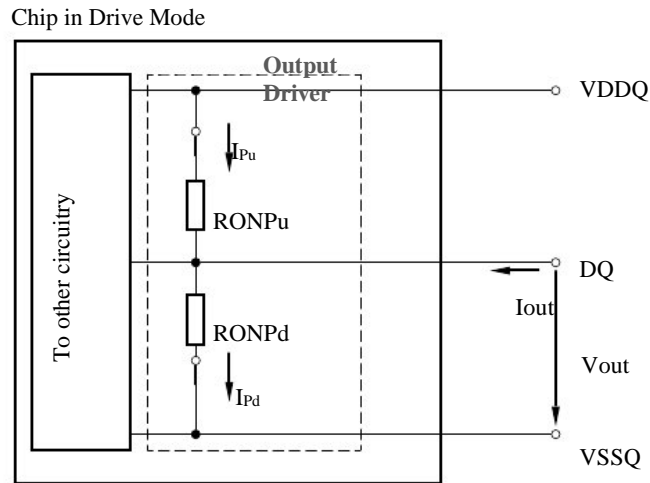 Chip in Drive Mode
Output
Driver
VDDQ
IPu
To other circuitry
RONPu
DQ
Iout
RONPd
Vout
IPd
VSSQ